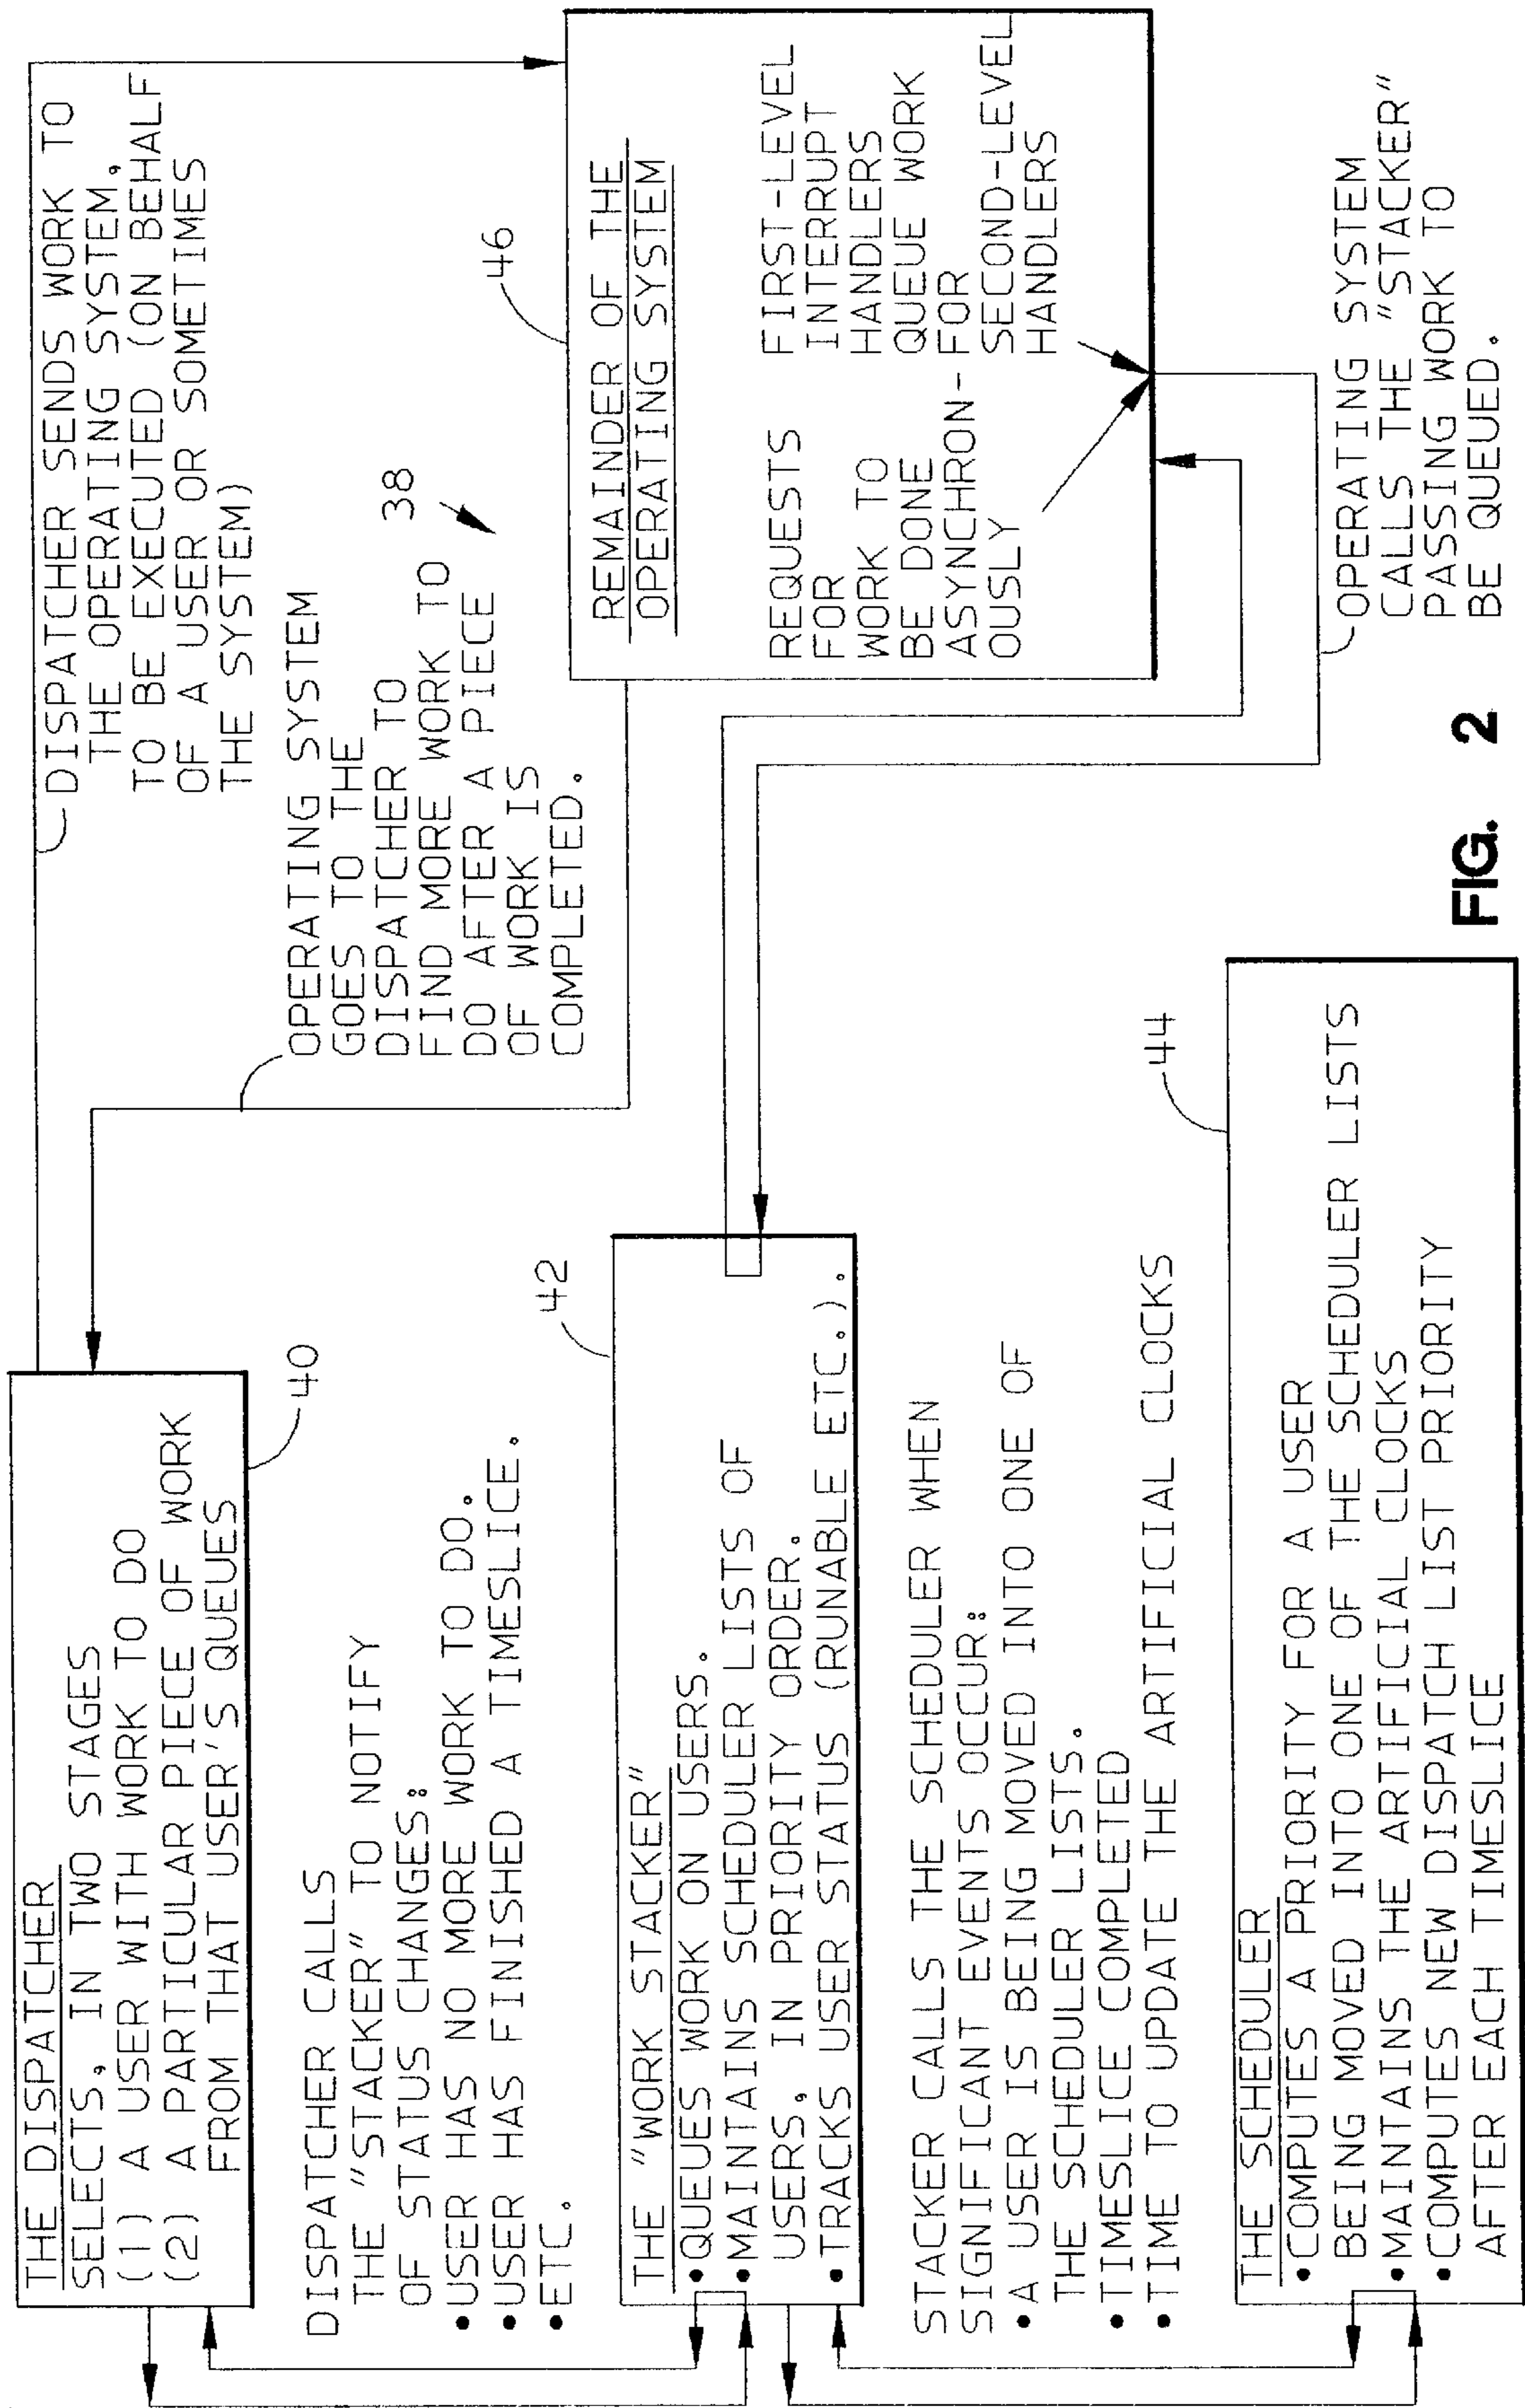 THE DISPATCHER
SELECTS, IN TWO STAGES
(1) A USER WITH WORK TO DO
(2) A PARTICULAR PIECE OF WORK
FROM THAT USER'S QUEUES
40
DISPATCHER SENDS WORK TO
THE OPERATING SYSTEM,
TO BE EXECUTED (ON BEHALF
OF A USER OR SOMETIMES
THE SYSTEM)
OPERATING SYSTEM
GOES TO THE
DISPATCHER TO
FIND MORE WORK TO
DO AFTER A PIECE
OF WORK IS
COMPLETED.
38
DISPATCHER CALLS
THE "STACKER" TO NOTIFY
OF STATUS CHANGES:
•USER HAS NO MORE WORK TO DO.
•USER HAS FINISHED A TIMESLICE.
•ETC.
42
THE "WORK STACKER"
•QUEUES WORK ON USERS.
•MAINTAINS SCHEDULER LISTS OF
USERS, IN PRIORITY ORDER.
•TRACKS USER STATUS (RUNABLE ETC.).
46
REMAINDER OF THE
OPERATING SYSTEM
REQUESTS
FOR
WORK TO
BE DONE
ASYNCHRON-
OUSLY
FIRST-LEVEL
INTERRUPT
HANDLERS
QUEUE WORK
FOR
SECOND-LEVEL
HANDLERS
STACKER CALLS THE SCHEDULER WHEN
SIGNIFICANT EVENTS OCCUR:
•A USER IS BEING MOVED INTO ONE OF
THE SCHEDULER LISTS.
•TIMESLICE COMPLETED
•TIME TO UPDATE THE ARTIFICIAL CLOCKS
OPERATING SYSTEM
CALLS THE "STACKER"
PASSING WORK TO
BE QUEUED.
44
THE SCHEDULER
•COMPUTES A PRIORITY FOR A USER
BEING MOVED INTO ONE OF THE SCHEDULER LISTS
•MAINTAINS THE ARTIFICIAL CLOCKS
•COMPUTES NEW DISPATCH LIST PRIORITY
AFTER EACH TIMESLICE
FIG. 2